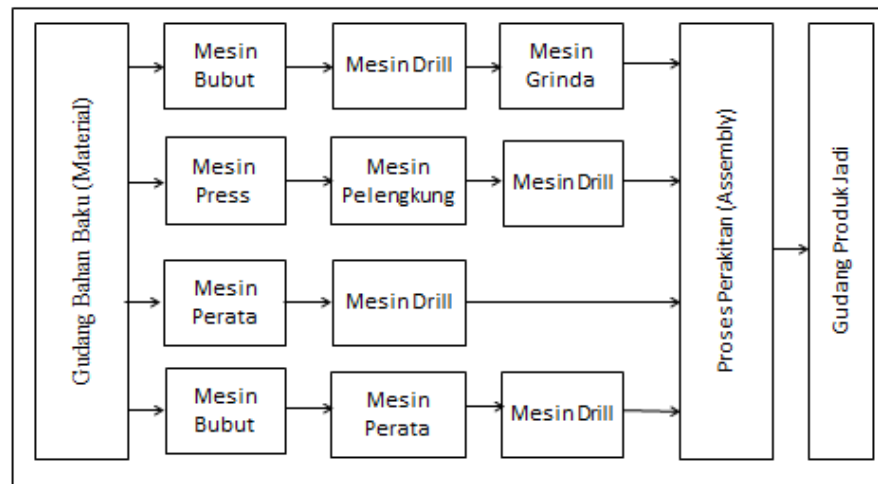 Gudang Bahan Baku (Material)
Mesin
Bubut
Mesin Drill
Mesin
Grinda
Mesin
Press
Mesin
Pelengkung
Mesin Drill
Mesin
Perata
Mesin Drill
Mesin
Bubut
Mesin
Perata
Mesin Drill
Proses Perakitan (Assembly)
Gudang Produk Jadi